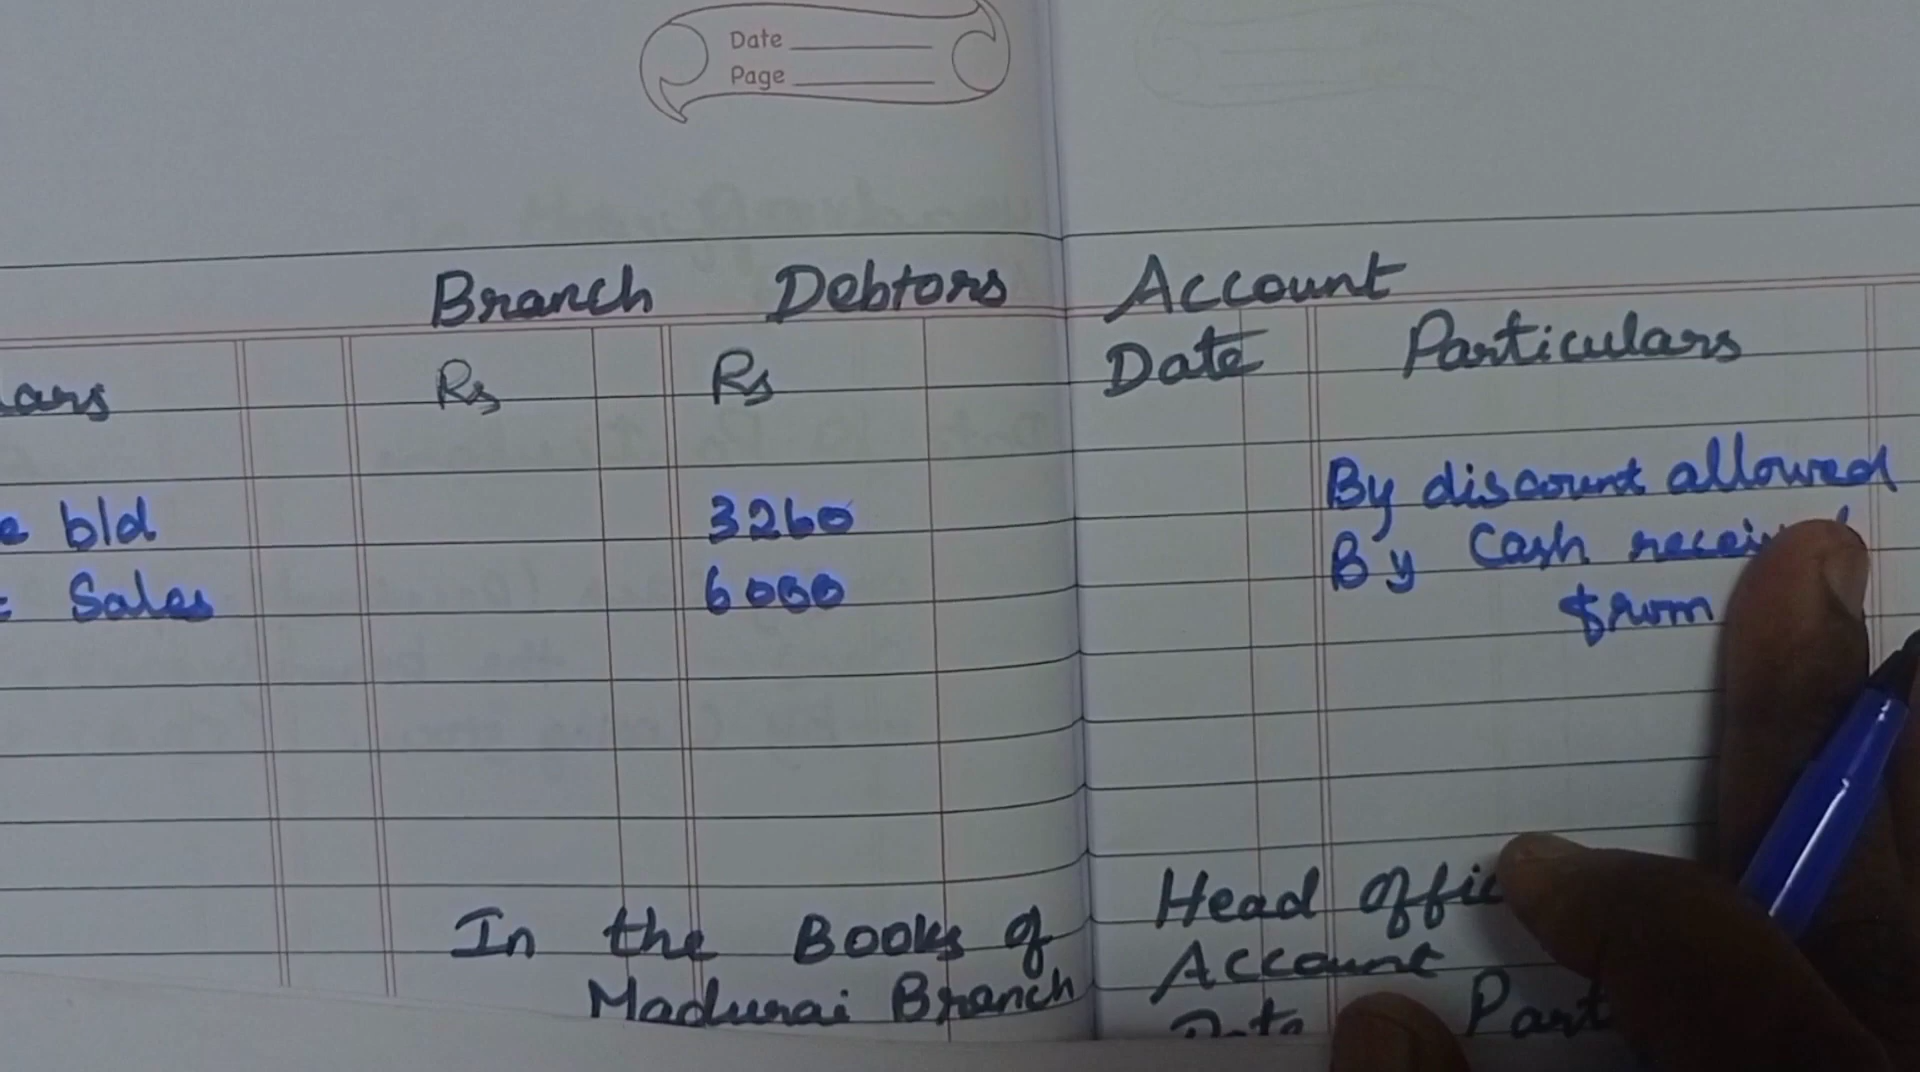 Date
Page
Branch Debtors Account
Rs Rs Date Particulars
b/d 3260 By discount allowed
Sales 6000 By Cash
from
In the Books of Head
Madurai Branch Account